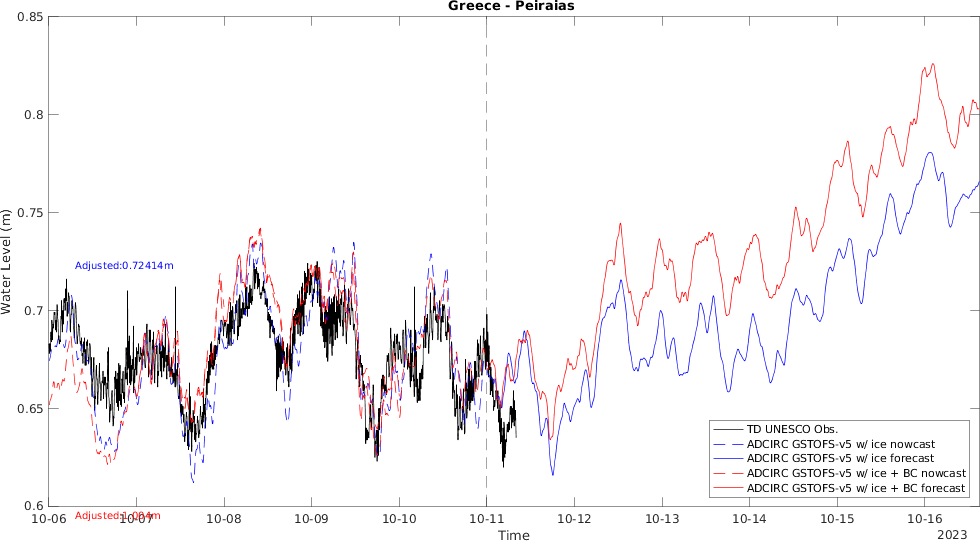 Greece - Peiraias
Water Level (m)
0.85
0.8
0.75
0.7
0.65
0.6
Adjusted:0.72414m
Adjusted:1.004m
TD UNESCO Obs.
ADCIRC GSTOFS-v5 w/ ice nowcast
ADCIRC GSTOFS-v5 w/ ice forecast
ADCIRC GSTOFS-v5 w/ ice + BC nowcast
ADCIRC GSTOFS-v5 w/ ice + BC forecast
10-06 10-07 10-08 10-09 10-10 10-11 10-12 10-13 10-14 10-15 10-16
Time
2023